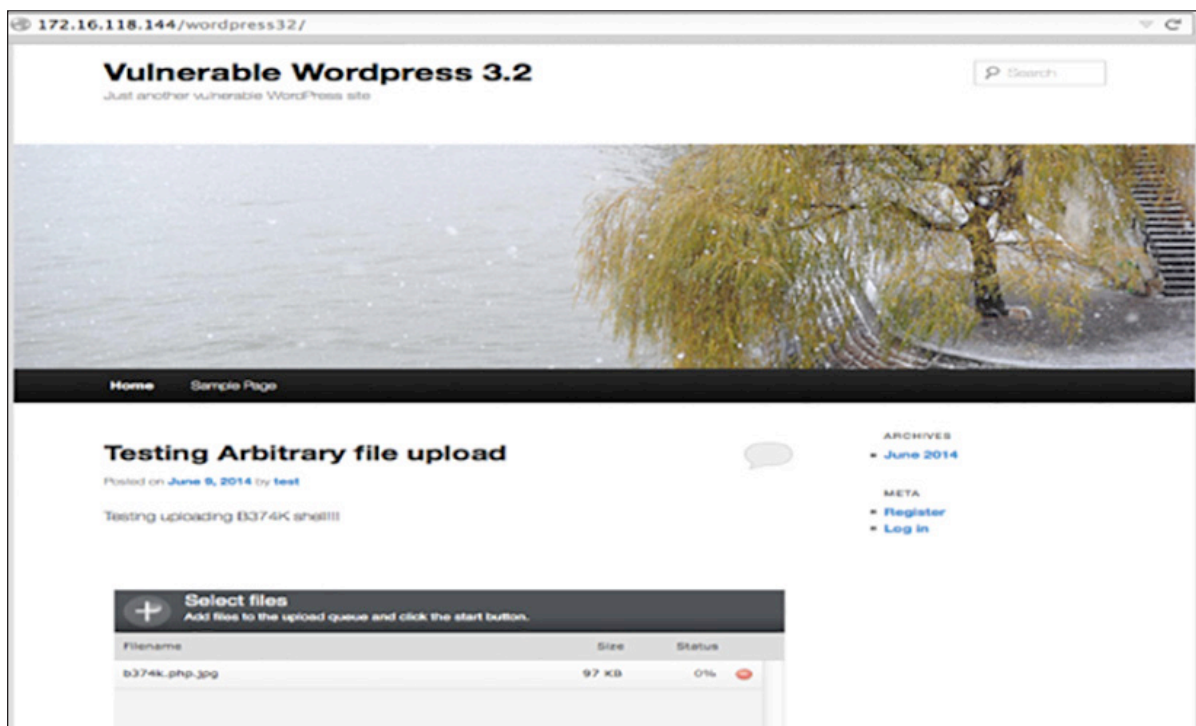 172.16.118.144/wordpress32/
Vulnerable Wordpress 3.2
Search
Just another vulnerable WordPress site
Home Sample Page
Testing Arbitrary file upload
Posted on June 9, 2014 by test
Testing uploading B374K shell!!!
ARCHIVES
June 2014
META
Register
Log in
Select files
Add files to the upload queue and click the start button.
Filename Size Status
b374k.php.jpg 97 KB 0%